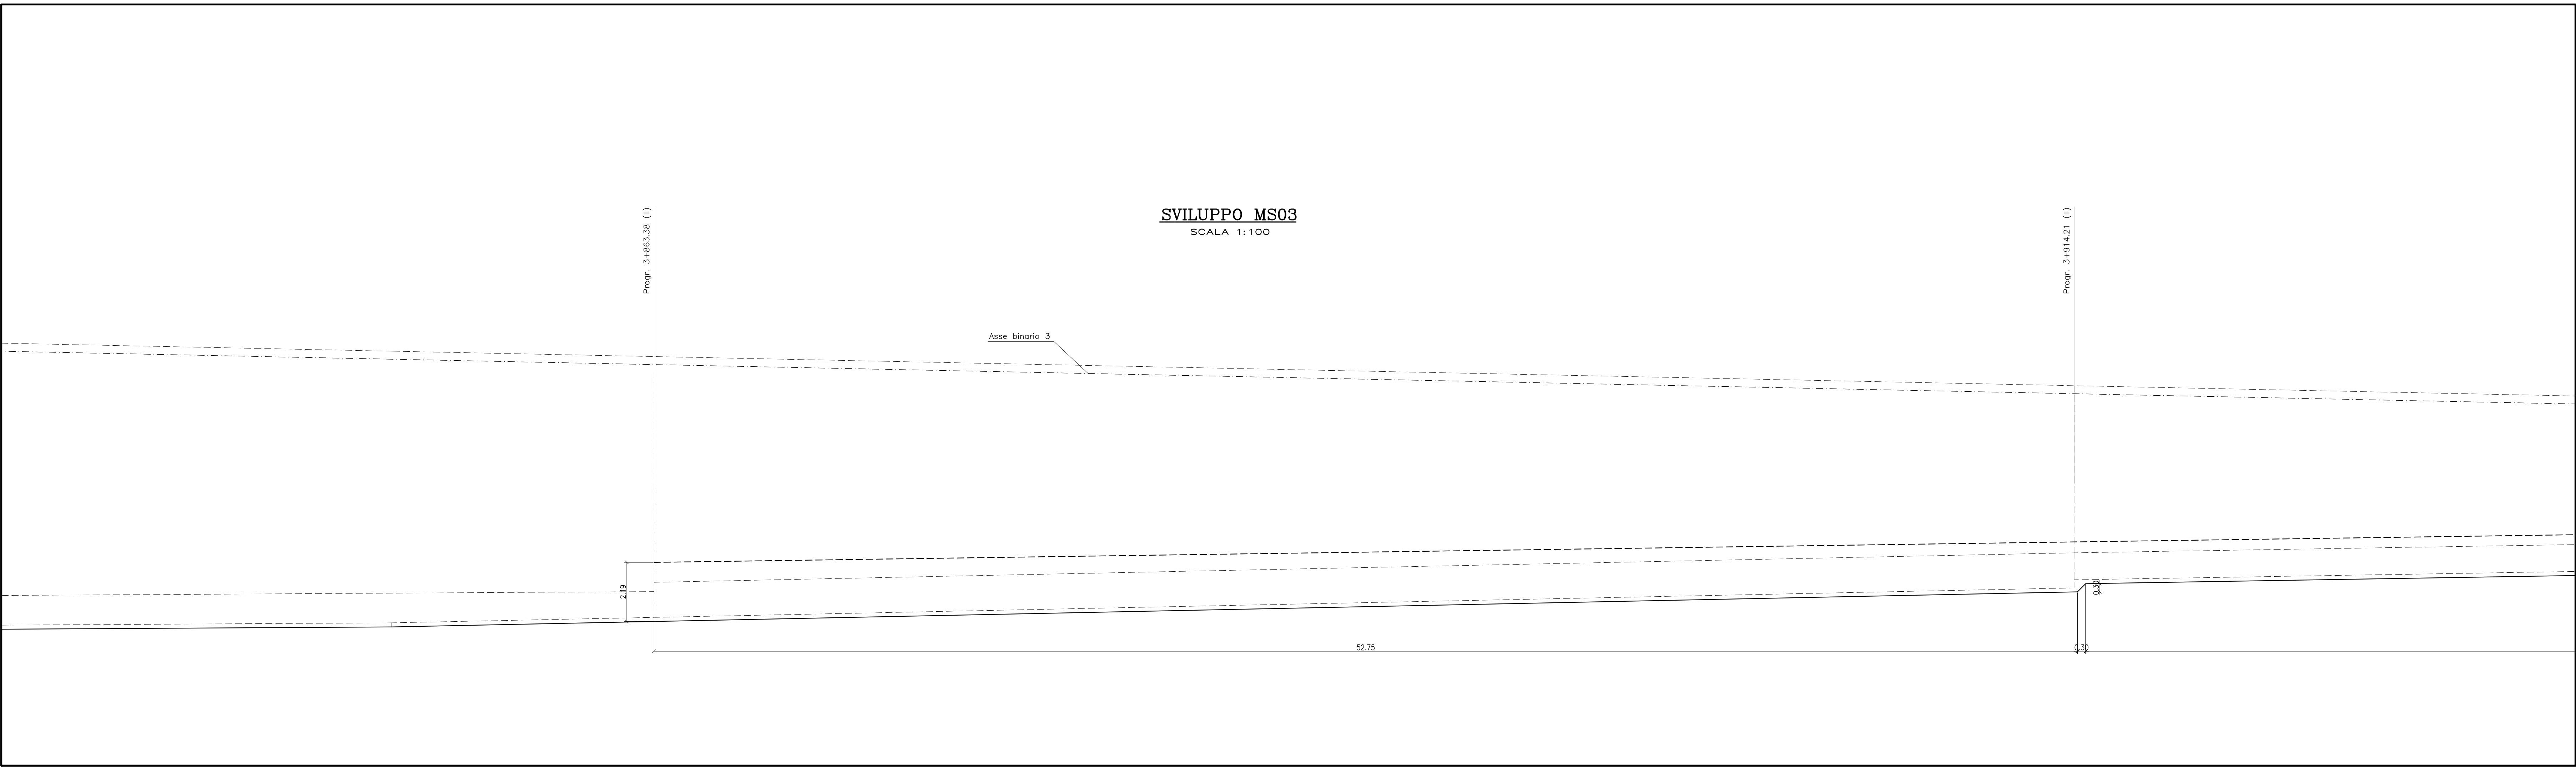 SVILUPPO MS03
SCALA 1:100
Progr. 3+863.38 (II)
Progr. 3+914.21 (II)
Asse binario 3
2.19
0.30
52.75
0.30